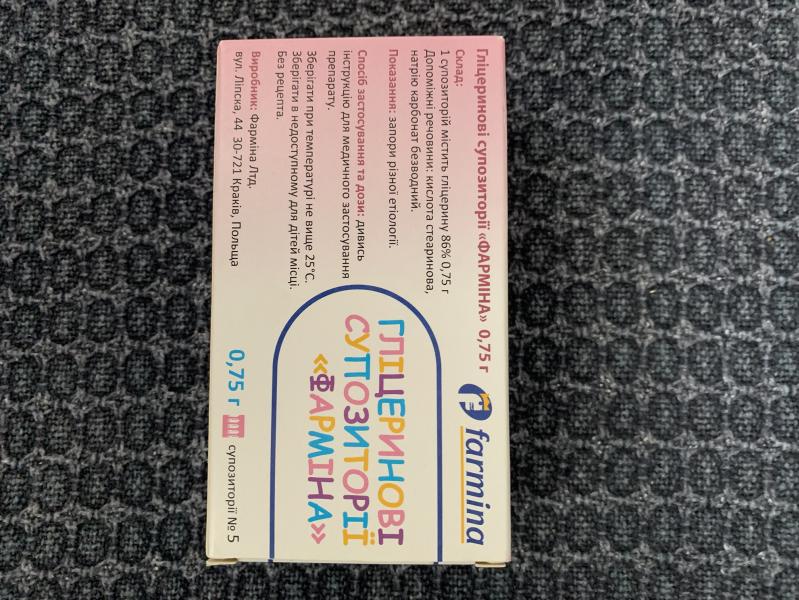 Гліцеринові супозиторії «ФАРМІНА» 0,75 г
Склад:
1 супозиторій містить гліцерину 86% 0,75 г
Допоміжні речовини: кислота стеаринова,
натрію карбонат безводний.
Показання: запори різної етіології.
Спосіб застосування та дози: дивись
інструкцію для медичного застосування
препарату.
Зберігати при температурі не вище 25°C.
Зберігати в недоступному для дітей місці.
Без рецепта.
Виробник: Фарміна Лтд.
вул. Ліпска, 44 30-721 Краків, Польща
farmina
ГЛІЦЕРИНОВІ
СУПОЗИТОРІЇ
«ФАРМІНА»
0,75 г супозиторії № 5